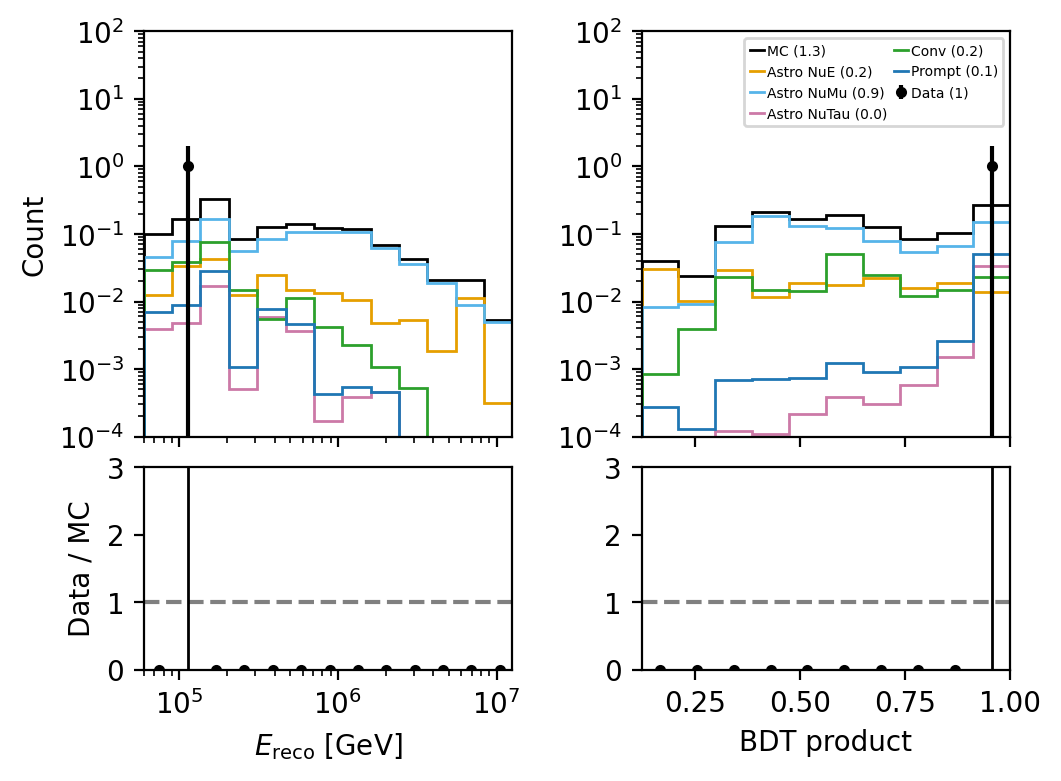 10²
10¹
10⁰
10⁻¹
10⁻²
10⁻³
10⁻⁴
Count
10²
10¹
10⁰
10⁻¹
10⁻²
10⁻³
10⁻⁴
MC (1.3)
Astro NuE (0.2)
Astro NuMu (0.9)
Astro NuTau (0.0)
Conv (0.2)
Prompt (0.1)
Data (1)
3
2
1
0
Data / MC
10⁵
10⁶
10⁷
E_reco [GeV]
3
2
1
0
0.25
0.50
0.75
1.00
BDT product